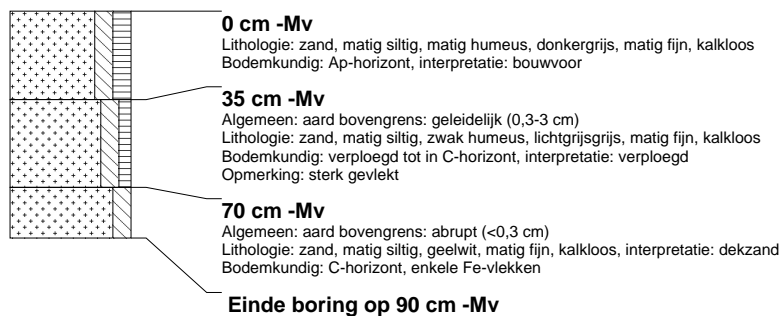 0 cm -Mv
Lithologie: zand, matig siltig, matig humeus, donkergrijs, matig fijn, kalkloos
Bodemkundig: Ap-horizont, interpretatie: bouwvoor
35 cm -Mv
Algemeen: aard bovengrens: geleidelijk (0,3-3 cm)
Lithologie: zand, matig siltig, zwak humeus, lichtgrijsgrijs, matig fijn, kalkloos
Bodemkundig: verploegd tot in C-horizont, interpretatie: verploegd
Opmerking: sterk gevlekt
70 cm -Mv
Algemeen: aard bovengrens: abrupt (<0,3 cm)
Lithologie: zand, matig siltig, geelwit, matig fijn, kalkloos, interpretatie: dekzand
Bodemkundig: C-horizont, enkele Fe-vlekken
Einde boring op 90 cm -Mv